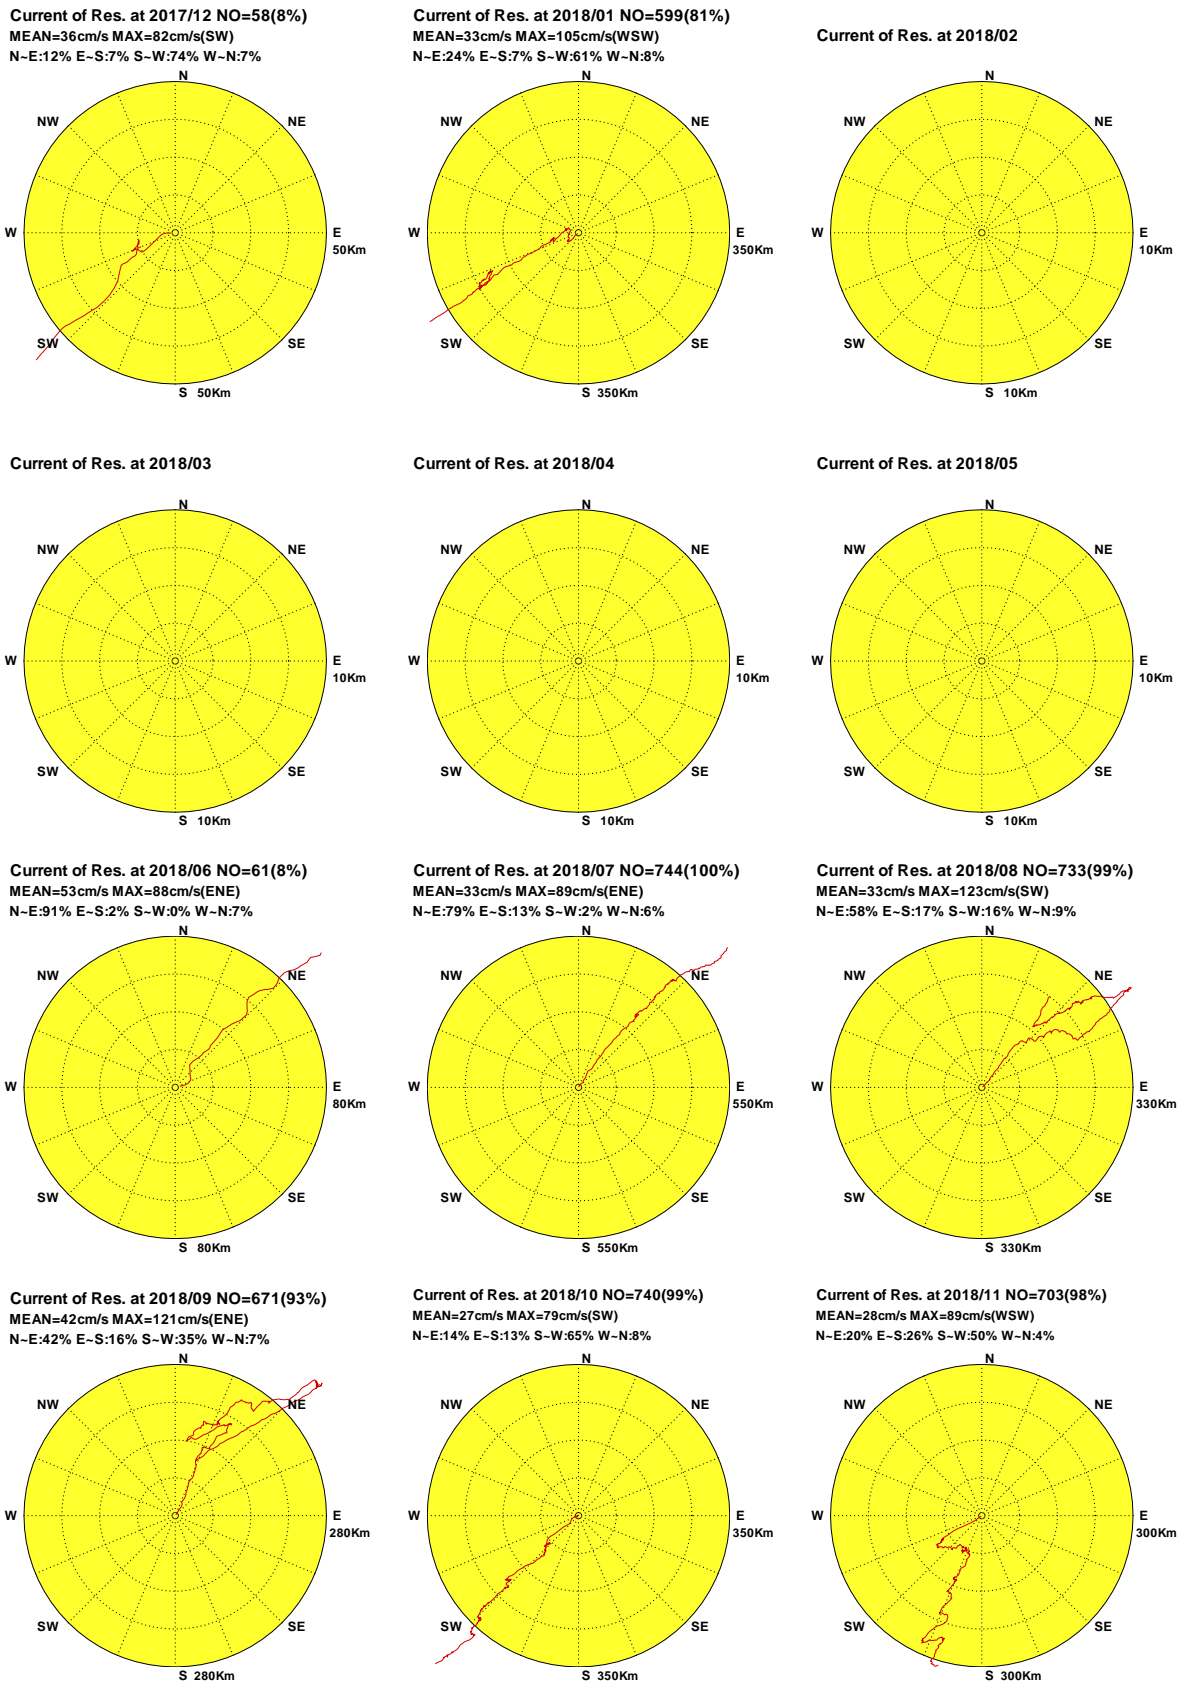 Current of Res. at 2017/12 NO=58(8%)
MEAN=36cm/s MAX=82cm/s(SW)
N~E:12% E~S:7% S~W:74% W~N:7%
N
NW
NE
W
E
50Km
SW
SE
S 50Km
Current of Res. at 2018/01 NO=599(81%)
MEAN=33cm/s MAX=105cm/s(WSW)
N~E:24% E~S:7% S~W:61% W~N:8%
N
NW
NE
W
E
350Km
SW
SE
S 350Km
Current of Res. at 2018/02
N
NW
NE
W
E
10Km
SW
SE
S 10Km
Current of Res. at 2018/03
N
NW
NE
W
E
10Km
SW
SE
S 10Km
Current of Res. at 2018/04
N
NW
NE
W
E
10Km
SW
SE
S 10Km
Current of Res. at 2018/05
N
NW
NE
W
E
10Km
SW
SE
S 10Km
Current of Res. at 2018/06 NO=61(8%)
MEAN=53cm/s MAX=88cm/s(ENE)
N~E:91% E~S:2% S~W:0% W~N:7%
N
NW
NE
W
E
80Km
SW
SE
S 80Km
Current of Res. at 2018/07 NO=744(100%)
MEAN=33cm/s MAX=89cm/s(ENE)
N~E:79% E~S:13% S~W:2% W~N:6%
N
NW
NE
W
E
550Km
SW
SE
S 550Km
Current of Res. at 2018/08 NO=733(99%)
MEAN=33cm/s MAX=123cm/s(SW)
N~E:58% E~S:17% S~W:16% W~N:9%
N
NW
NE
W
E
330Km
SW
SE
S 330Km
Current of Res. at 2018/09 NO=671(93%)
MEAN=42cm/s MAX=121cm/s(ENE)
N~E:42% E~S:16% S~W:35% W~N:7%
N
NW
NE
W
E
280Km
SW
SE
S 280Km
Current of Res. at 2018/10 NO=740(99%)
MEAN=27cm/s MAX=79cm/s(SW)
N~E:14% E~S:13% S~W:65% W~N:8%
N
NW
NE
W
E
350Km
SW
SE
S 350Km
Current of Res. at 2018/11 NO=703(98%)
MEAN=28cm/s MAX=89cm/s(WSW)
N~E:20% E~S:26% S~W:50% W~N:4%
N
NW
NE
W
E
300Km
SW
SE
S 300Km